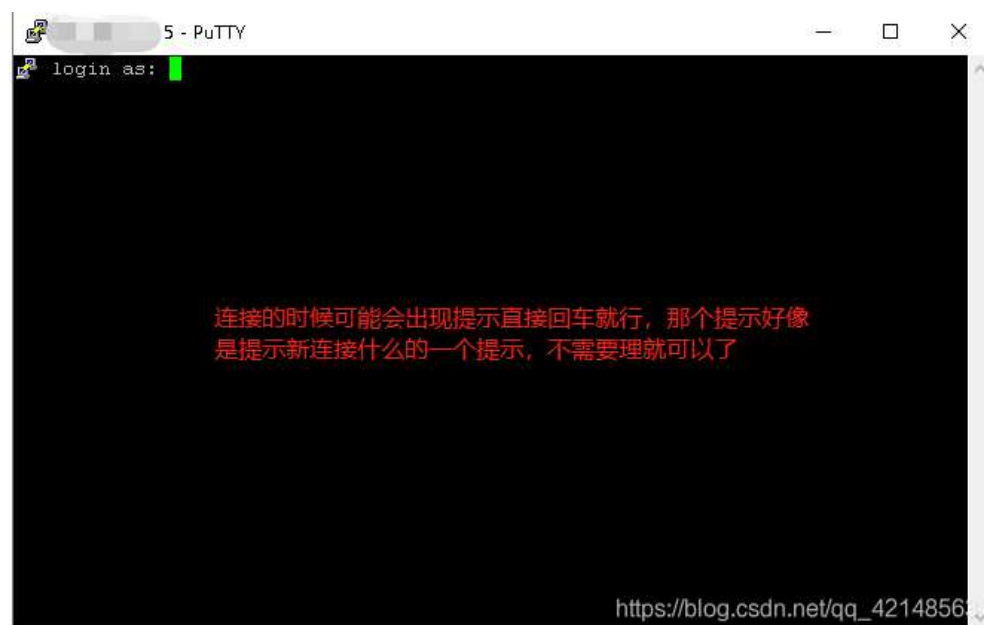 5 - PuTTY
login as:
连接的时候可能会出现提示直接回车就行，那个提示好像
是提示新连接什么的一个提示，不需要理就可以了
https://blog.csdn.net/qq_42148563